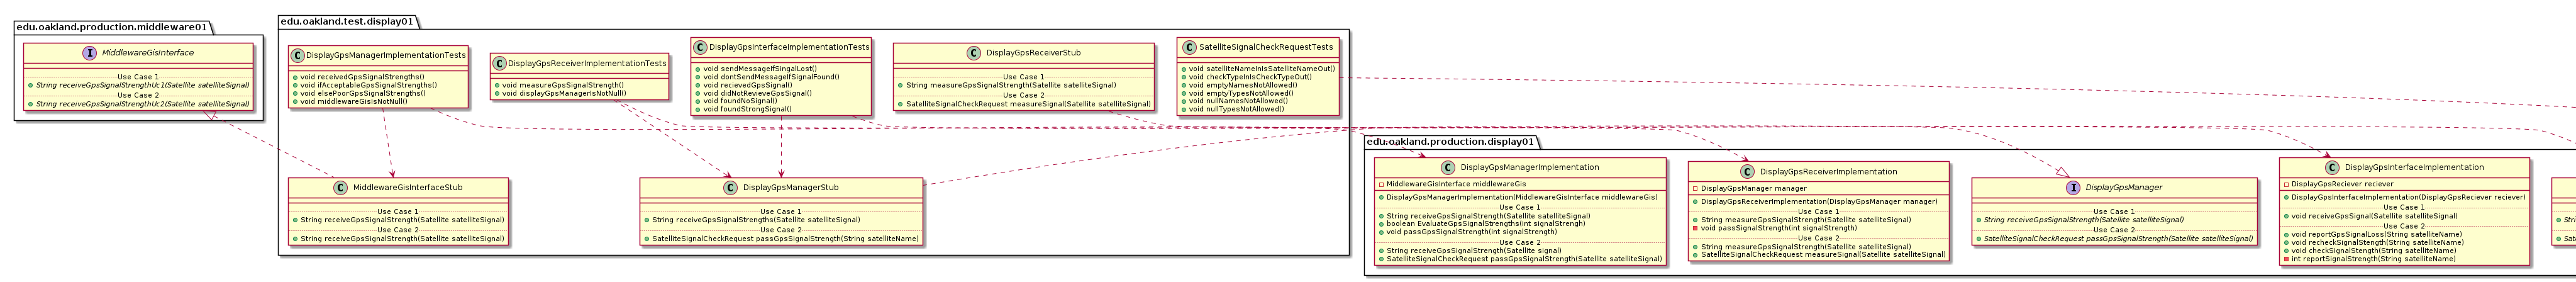 edu.oakland.production.middleware01
I MiddlewareGisInterface
Use Case 1
String receiveGpsSignalStrengthUc1(Satellite satelliteSignal)
Use Case 2
String receiveGpsSignalStrengthUc2(Satellite satelliteSignal)
edu.oakland.test.display01
C DisplayGpsManagerImplementationTests
void receivedGpsSignalStrengths()
void ifAcceptableGpsSignalStrengths()
void elsePoorGpsSignalStrengths()
void middlewareGisIsNotNull()
C DisplayGpsReceiverImplementationTests
void measureGpsSignalStrength()
void displayGpsManagerIsNotNull()
C DisplayGpsInterfaceImplementationTests
void sendMessageIfSingalLost()
void dontSendMessageIfSignalFound()
void recievedGpsSignal()
void didNotRevieveGpsSignal()
void foundNoSignal()
void foundStrongSignal()
C DisplayGpsReceiverStub
Use Case 1
String measureGpsSignalStrength(Satellite satelliteSignal)
Use Case 2
SatelliteSignalCheckRequest measureSignal(Satellite satelliteSignal)
C SatelliteSignalCheckRequestTests
void satelliteNameInIsSatelliteNameOut()
void checkTypeInIsCheckTypeOut()
void emptyNamesNotAllowed()
void emptyTypesNotAllowed()
void nullNamesNotAllowed()
void nullTypesNotAllowed()
C MiddlewareGisInterfaceStub
Use Case 1
String receiveGpsSignalStrength(Satellite satelliteSignal)
Use Case 2
String receiveGpsSignalStrength(Satellite satelliteSignal)
C DisplayGpsManagerStub
Use Case 1
String receiveGpsSignalStrengths(Satellite satelliteSignal)
Use Case 2
SatelliteSignalCheckRequest passGpsSignalStrength(String satelliteName)
edu.oakland.production.display01
C DisplayGpsManagerImplementation
MiddlewareGisInterface middlewareGis
DisplayGpsManagerImplementation(MiddlewareGisInterface middlewareGis)
Use Case 1
String receiveGpsSignalStrength(Satellite satelliteSignal)
boolean EvaluateGpsSignalStrengths(int signalStrengh)
void passGpsSignalStrength(int signalStrength)
Use Case 2
String receiveGpsSignalStrength(Satellite signal)
SatelliteSignalCheckRequest passGpsSignalStrength(Satellite satelliteSignal)
C DisplayGpsReceiverImplementation
DisplayGpsManager manager
DisplayGpsReceiverImplementation(DisplayGpsManager manager)
Use Case 1
String measureGpsSignalStrength(Satellite satelliteSignal)
void passSignalStrength(int signalStrength)
Use Case 2
String measureGpsSignalStrength(Satellite satelliteSignal)
SatelliteSignalCheckRequest measureSignal(Satellite satelliteSignal)
I DisplayGpsManager
Use Case 1
String receiveGpsSignalStrength(Satellite satelliteSignal)
Use Case 2
SatelliteSignalCheckRequest passGpsSignalStrength(Satellite satelliteSignal)
C DisplayGpsInterfaceImplementation
DisplayGpsReciever reciever
DisplayGpsInterfaceImplementation(DisplayGpsReciever reciever)
Use Case 1
void receiveGpsSignal(Satellite satelliteSignal)
Use Case 2
void reportGpsSignalLoss(String satelliteName)
void recheckSignalStength(String satelliteName)
void checkSignalStength(String satelliteName)
int reportSignalStrength(String satelliteName)